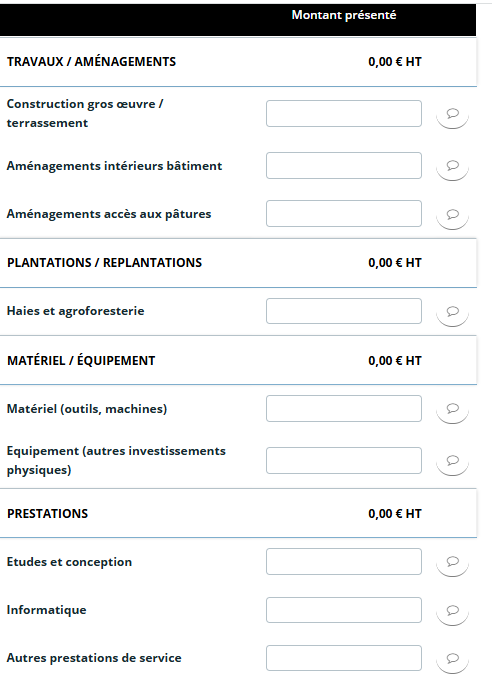 Montant présenté
TRAVAUX / AMÉNAGEMENTS 0,00 € HT
Construction gros œuvre /
terrassement
Aménagements intérieurs bâtiment
Aménagements accès aux pâtures
PLANTATIONS / REPLANTATIONS 0,00 € HT
Haies et agroforesterie
MATÉRIEL / ÉQUIPEMENT 0,00 € HT
Matériel (outils, machines)
Equipement (autres investissements
physiques)
PRESTATIONS 0,00 € HT
Etudes et conception
Informatique
Autres prestations de service